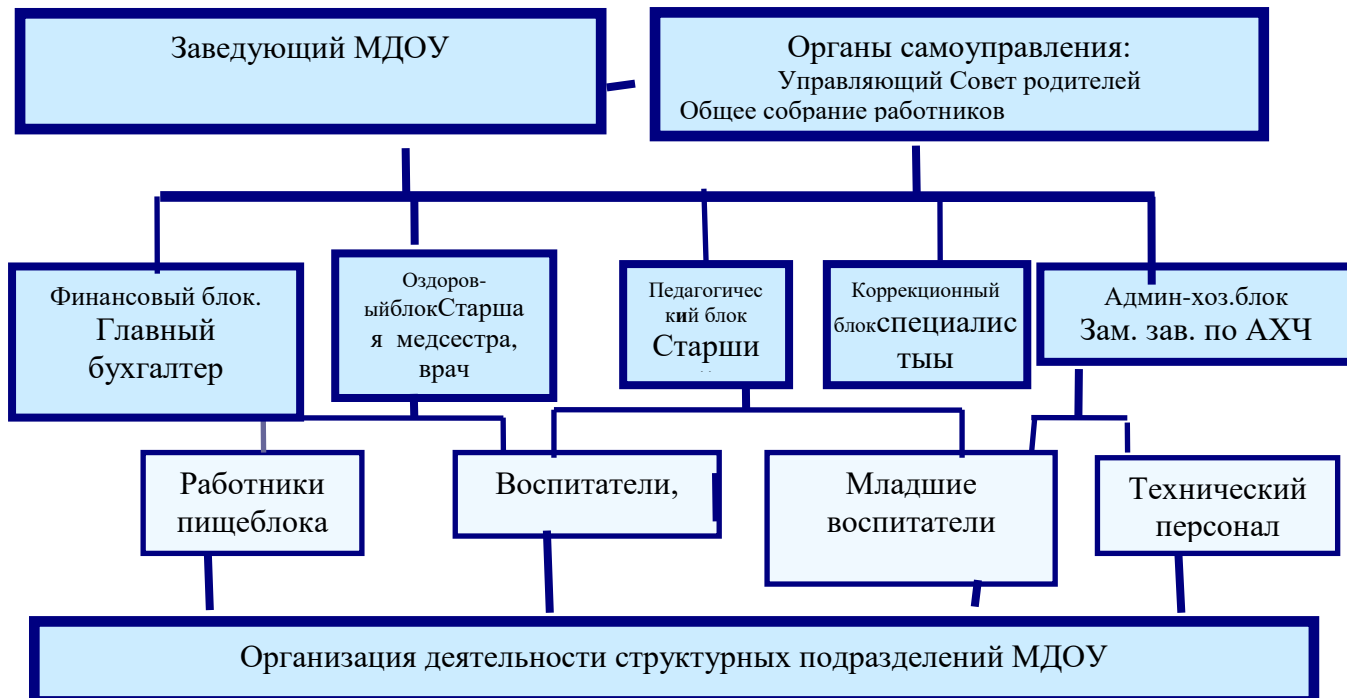 Заведующий МДОУ
Органы самоуправления:
Управляющий Совет родителей
Общее собрание работников
Финансовый блок.
Главный
бухгалтер
Оздоров-
ыйблокСтарша
я медсестра,
врач
Педагогичес
кий блок
Старши
Коррекционный
блокспециалис
тыы
Админ-хоз.блок
Зам. зав. по АХЧ
Работники
пищеблока
Воспитатели,
Младшие
воспитатели
Технический
персонал
Организация деятельности структурных подразделений МДОУ